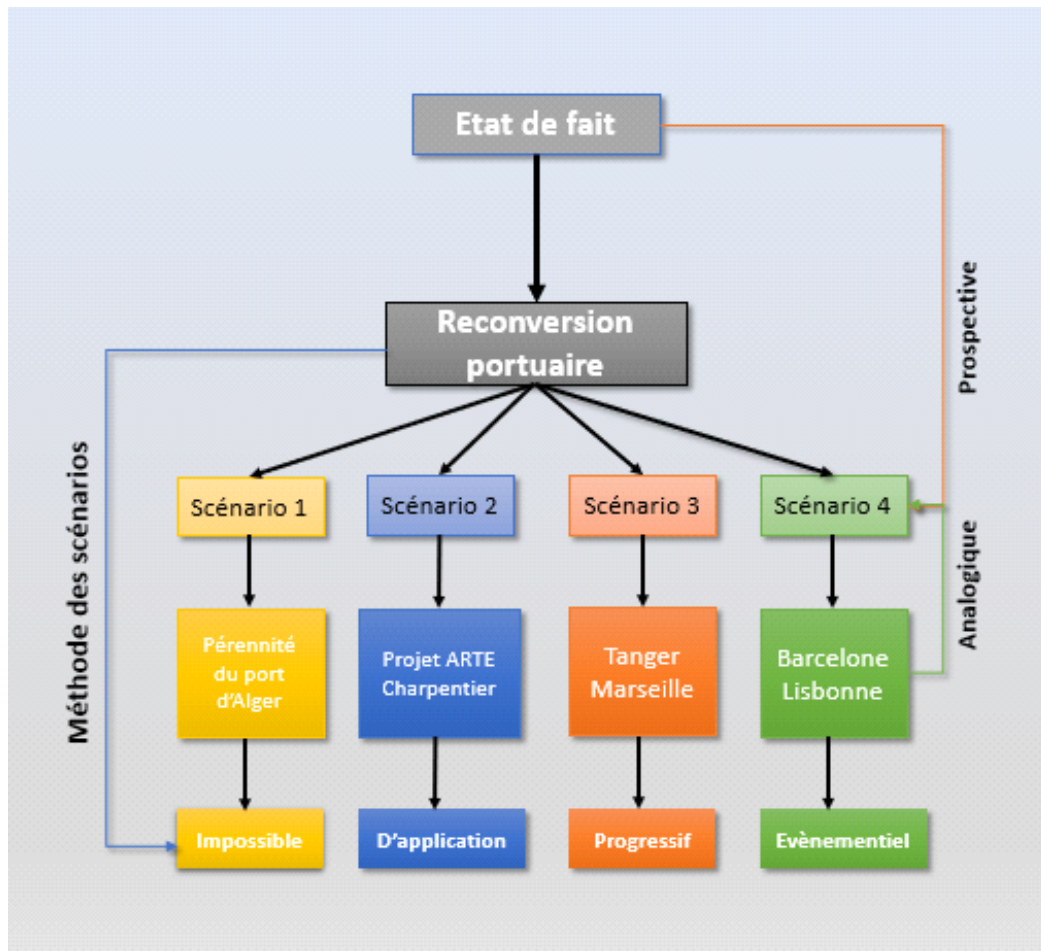 Etat de fait
Reconversion
portuaire
Prospective
Méthode des scénarios
Scénario 1
Scénario 2
Scénario 3
Scénario 4
Analogique
Pérennité
du port
d'Alger
Projet ARTE
Charpentier
Tanger
Marseille
Barcelone
Lisbonne
Impossible
D'application
Progressif
Evènementiel